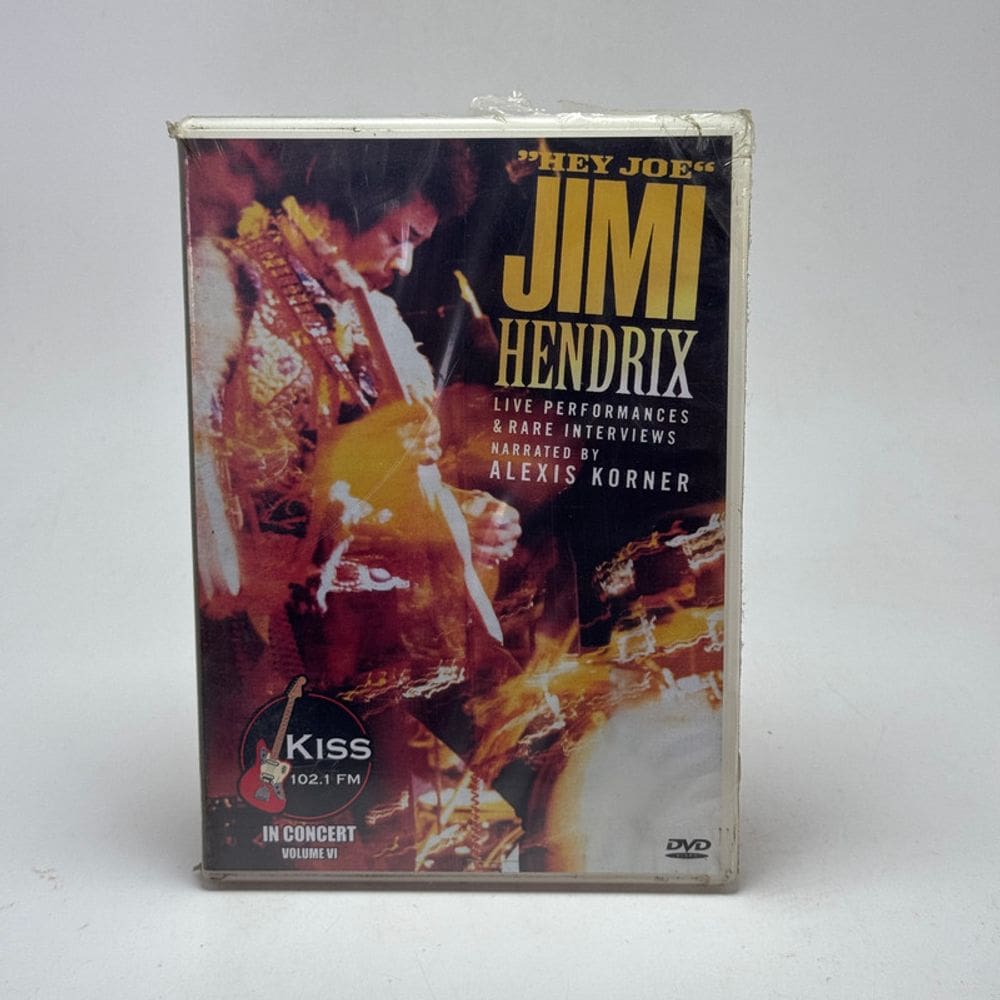 ”HEY JOE“
JIMI
HENDRIX
LIVE PERFORMANCES
& RARE INTERVIEWS
NARRATED BY
ALEXIS KORNER
KISS
102.1 FM
IN CONCERT
VOLUME VI
DVD